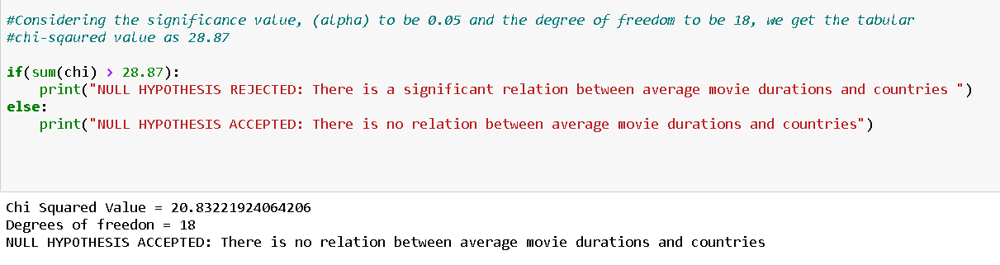 #Considering the significance value, (alpha) to be 0.05 and the degree of freedom to be 18, we get the tabular
#chi-sqaured value as 28.87
if(sum(chi) > 28.87):
    print("NULL HYPOTHESIS REJECTED: There is a significant relation between average movie durations and countries ")
else:
    print("NULL HYPOTHESIS ACCEPTED: There is no relation between average movie durations and countries")
Chi Squared Value = 20.83221924064206
Degrees of freedon = 18
NULL HYPOTHESIS ACCEPTED: There is no relation between average movie durations and countries